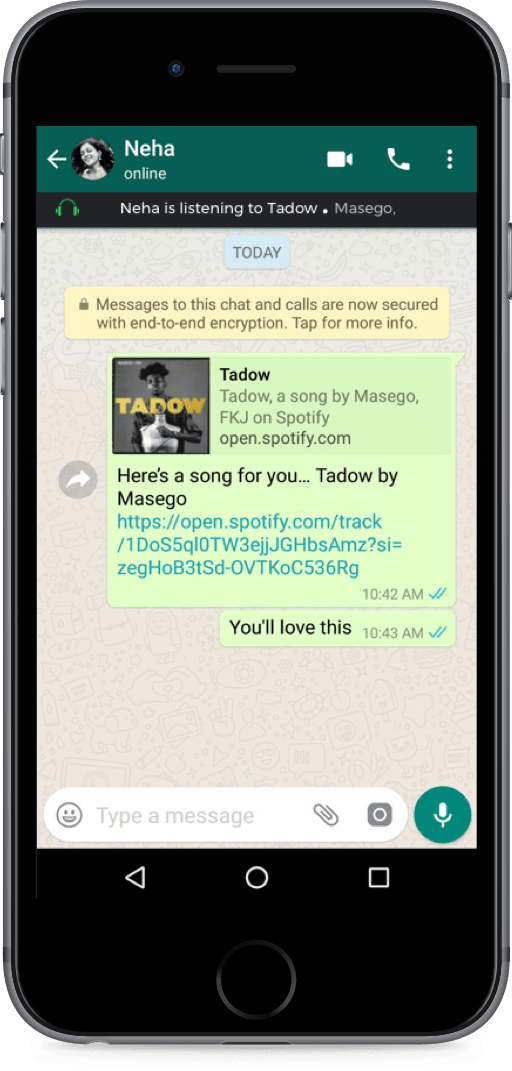 Neha
online
Neha is listening to Tadow • Masego,
TODAY
Messages to this chat and calls are now secured
with end-to-end encryption. Tap for more info.
TADOW
Tadow
Tadow, a song by Masego,
FKJ on Spotify
open.spotify.com
Here’s a song for you... Tadow by
Masego
https://open.spotify.com/track
/1DoS5ql0TW3ejjJGHbsAmz?si=
zegHoB3tSd-OVTKoC536Rg
10:42 AM
You'll love this 10:43 AM
Type a message